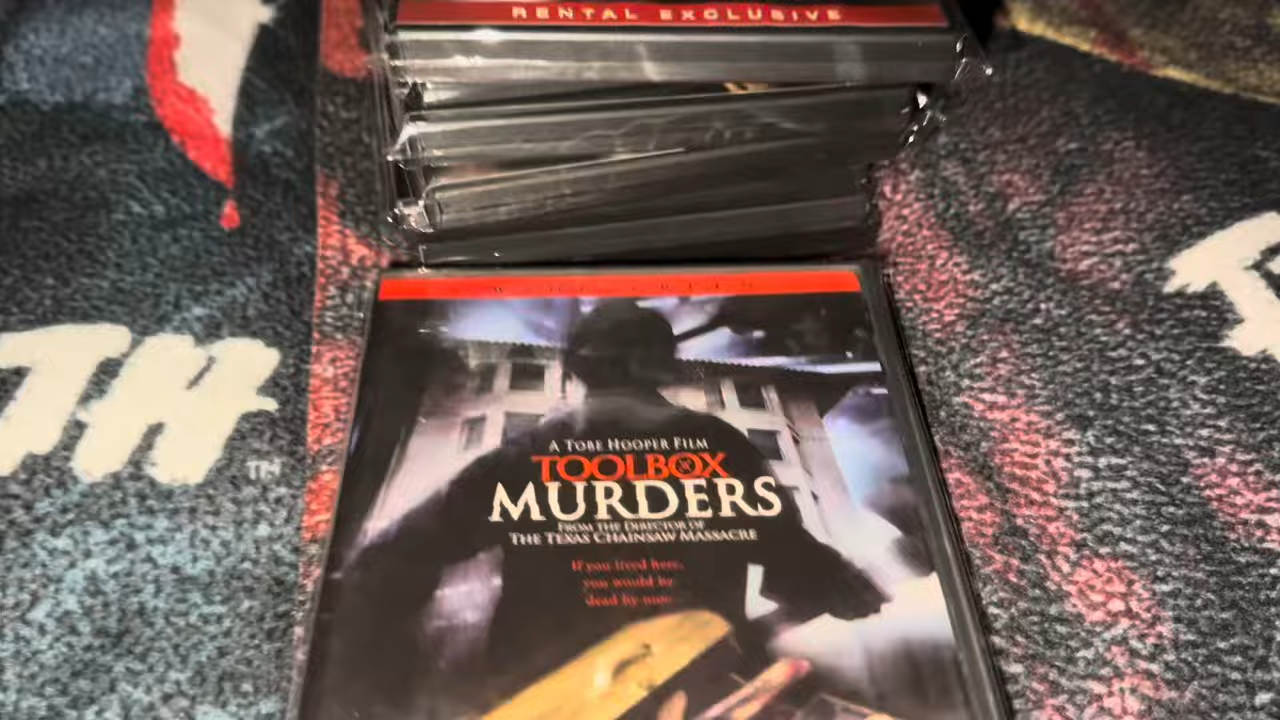 RENTAL EXCLUSIVE
A TOBE HOOPER FILM
TOOLBOX
MURDERS
FROM THE DIRECTOR OF
THE TEXAS CHAINSAW MASSACRE
If you lived here,
you would be
dead by now.
TH
TM